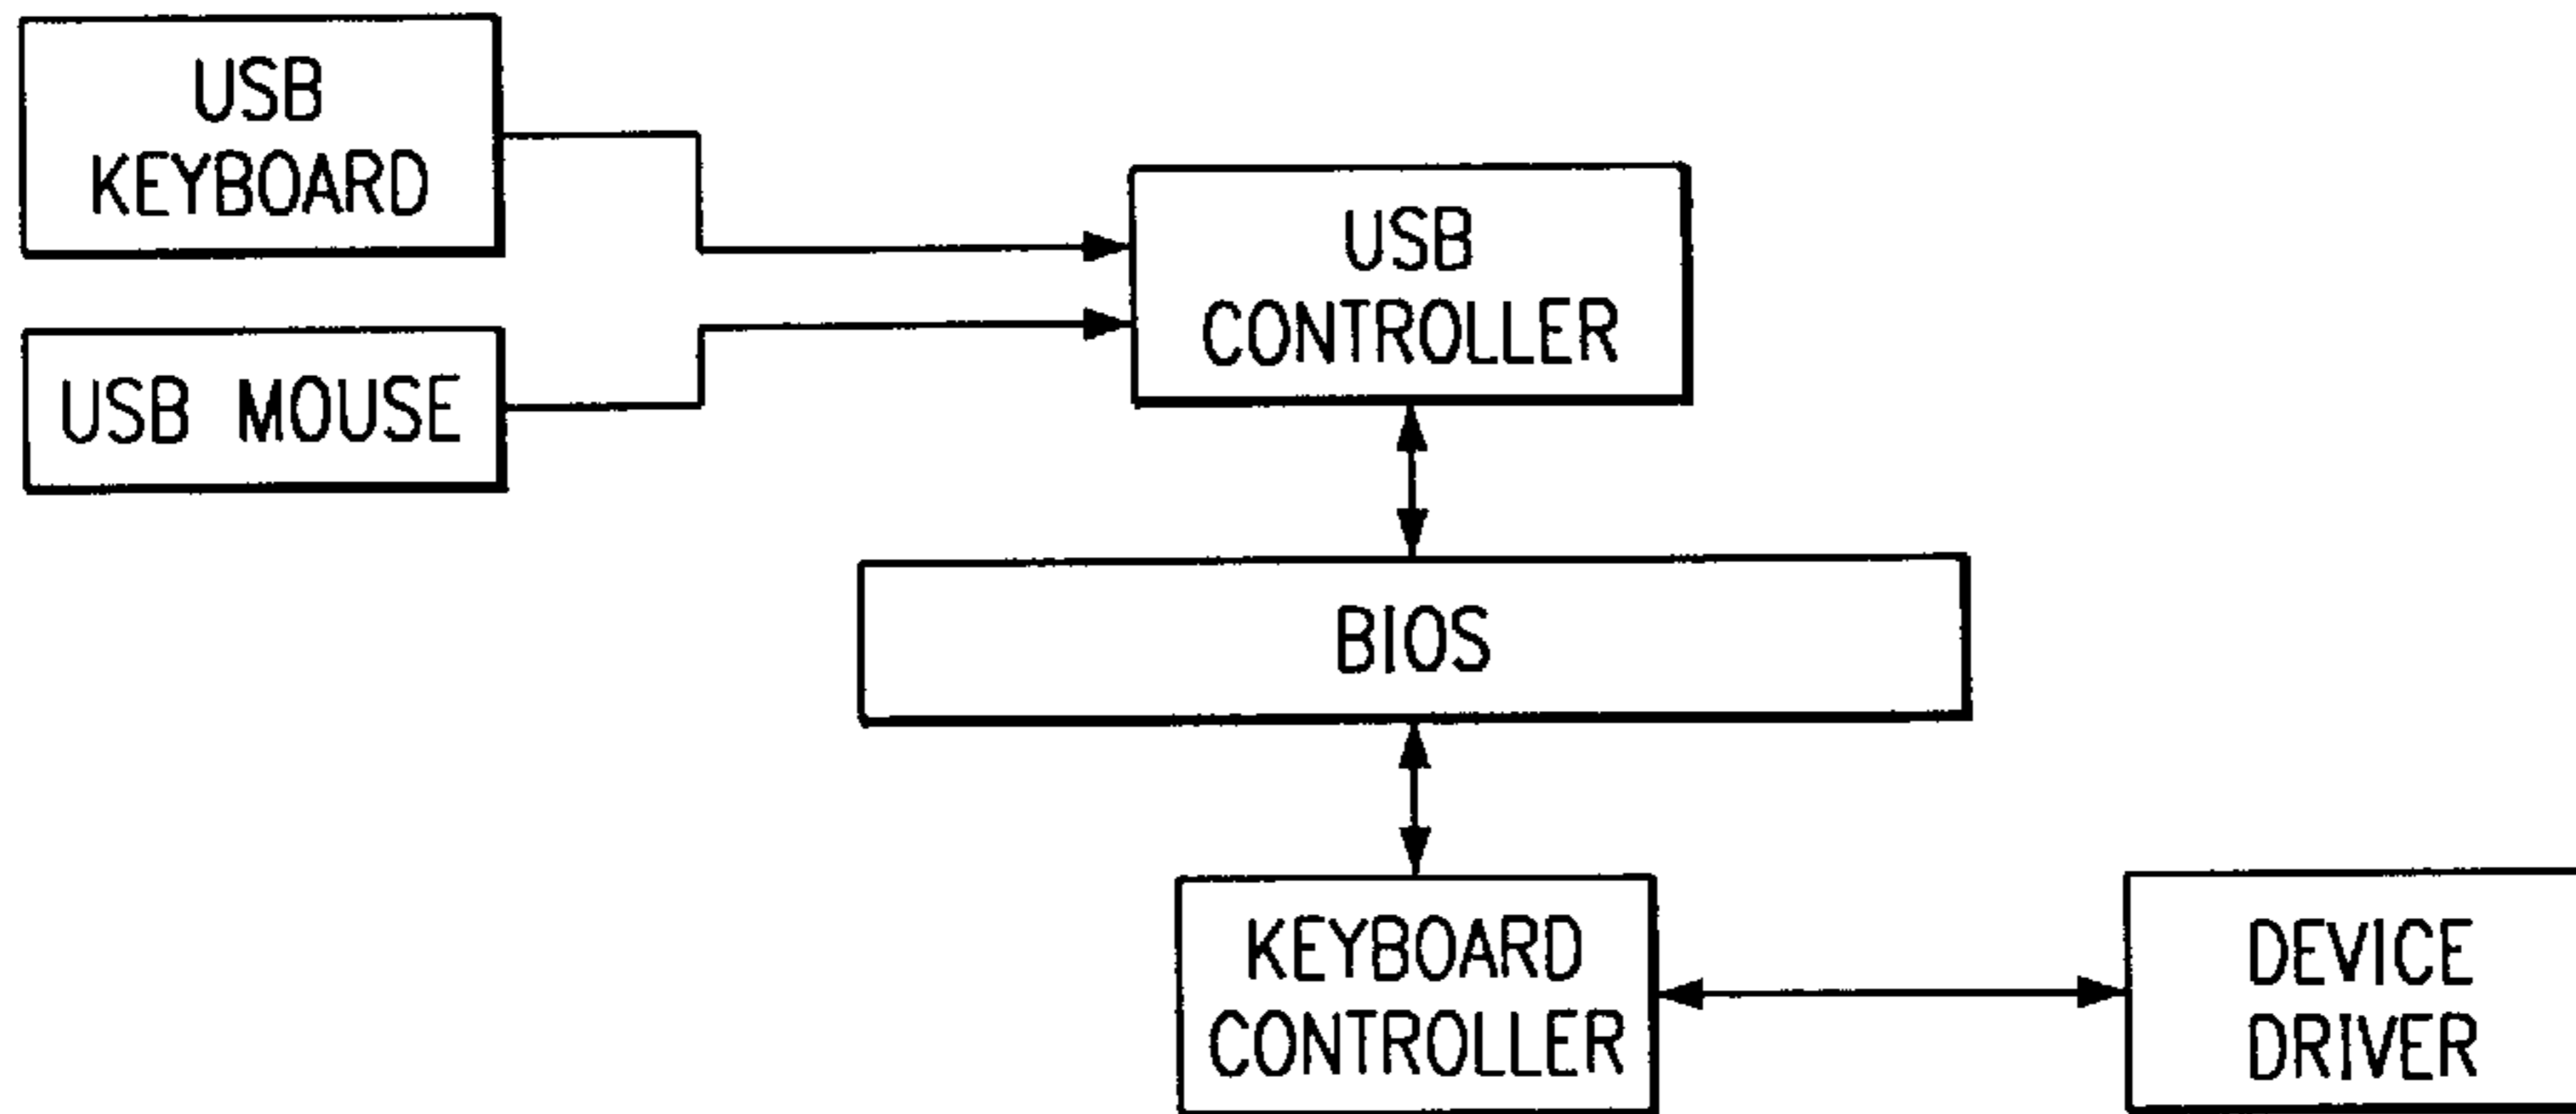 USB
KEYBOARD
USB MOUSE
USB
CONTROLLER
BIOS
KEYBOARD
CONTROLLER
DEVICE
DRIVER